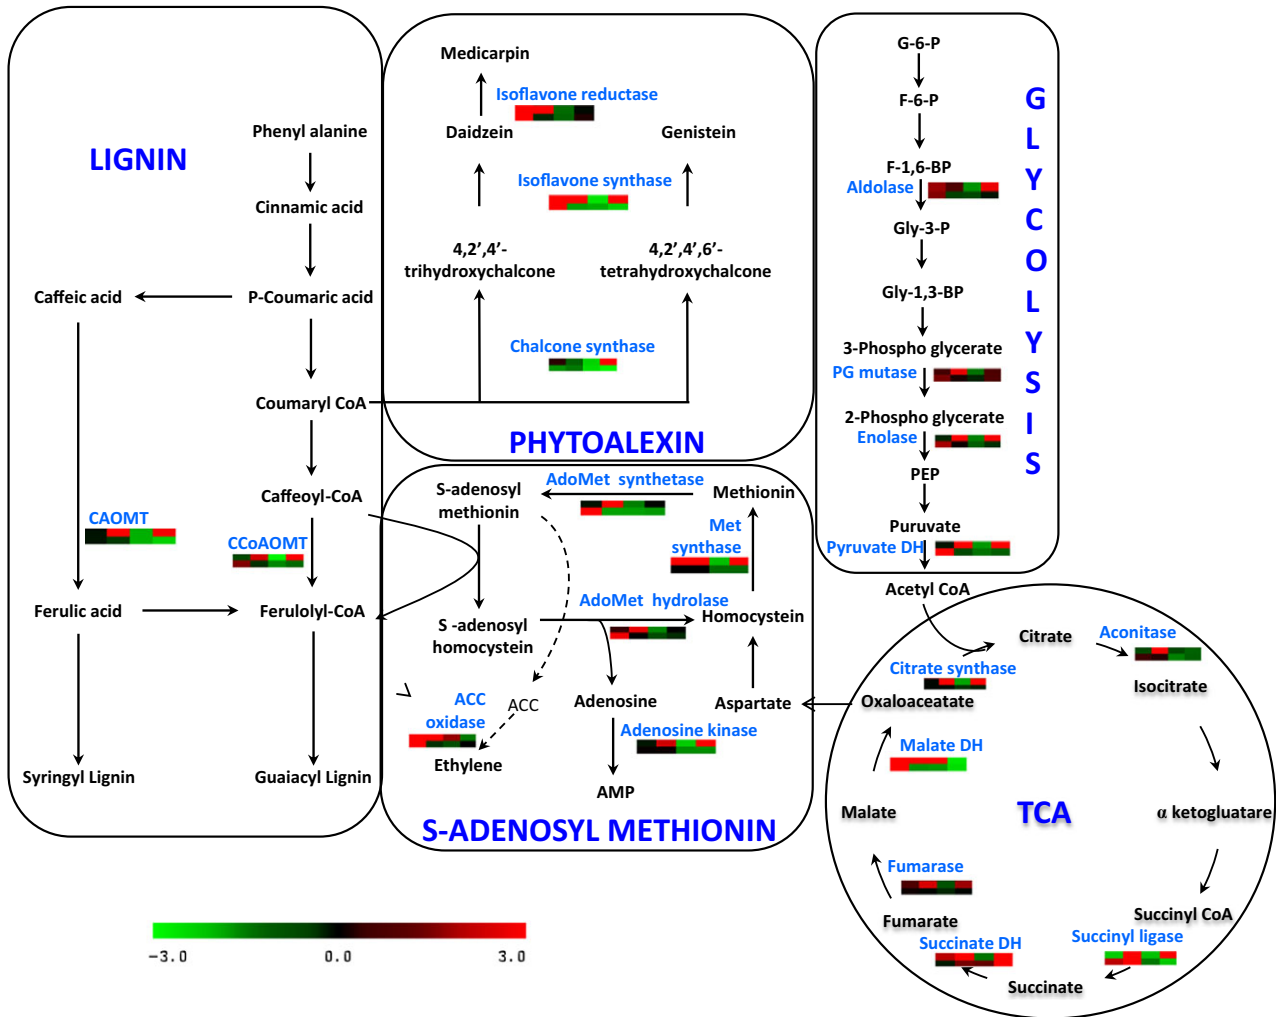 LIGNIN
Phenyl alanine
Cinnamic acid
Caffeic acid
P-Coumaric acid
Coumaryl CoA
Caffeoyl-CoA
CAOMT
CCoAOMT
Ferulic acid
Ferulolyl-CoA
Syringyl Lignin
Guaiacyl Lignin
Medicarpin
Isoflavone reductase
Daidzein
Genistein
Isoflavone synthase
4,2’,4’-
trihydroxychalcone
4,2’,4’,6’-
tetrahydroxychalcone
Chalcone synthase
PHYTOALEXIN
AdoMet synthetase
S-adenosyl
methionin
Methionin
Met
synthase
AdoMet hydrolase
Homocystein
S -adenosyl
homocystein
ACC
oxidase
ACC
Adenosine
Aspartate
Adenosine kinase
Ethylene
AMP
S-ADENOSYL METHIONIN
G-6-P
F-6-P
F-1,6-BP
Aldolase
Gly-3-P
Gly-1,3-BP
3-Phospho glycerate
PG mutase
2-Phospho glycerate
Enolase
PEP
Puruvate
Pyruvate DH
G
L
Y
C
O
L
Y
S
I
S
Acetyl CoA
Citrate
Aconitase
Citrate synthase
Isocitrate
Oxaloaceatate
Malate DH
Malate
TCA
α ketogluatare
Fumarase
Fumarate
Succinyl CoA
Succinate DH
Succinyl ligase
Succinate
-3.0
0.0
3.0